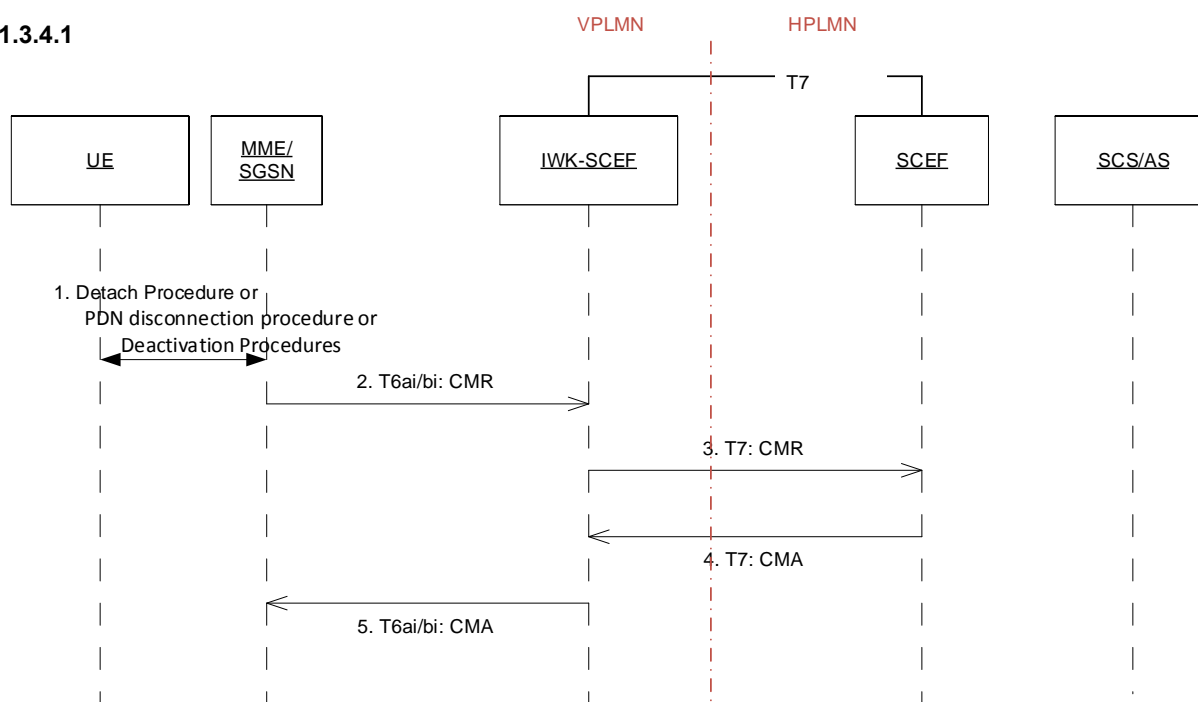 1.3.4.1
VPLMN
HPLMN
T7
UE
MME/
SGSN
IWK-SCEF
SCEF
SCS/AS
1. Detach Procedure or
PDN disconnection procedure or
Deactivation Procedures
2. T6ai/bi: CMR
3. T7: CMR
4. T7: CMA
5. T6ai/bi: CMA